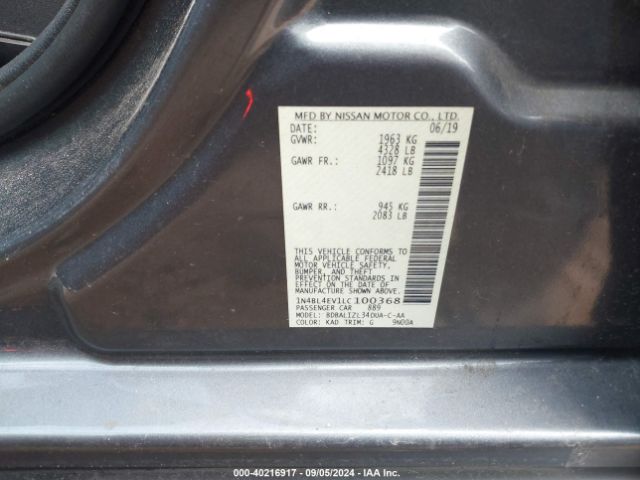 MFD BY NISSAN MOTOR CO., LTD.
DATE: 06/19
GVWR: 1963 KG
4328 LB
GAWR FR.: 1097 KG
2418 LB
GAWR RR.: 945 KG
2083 LB
THIS VEHICLE CONFORMS TO
ALL APPLICABLE FEDERAL
MOTOR VEHICLE SAFETY,
BUMPER, AND THEFT
PREVENTION STANDARDS IN
EFFECT ON THE DATE OF
MANUFACTURE SHOWN ABOVE.
1N4BL4EV1LC100368
PASSENGER CAR 889
MODEL: BDBALIZL34DUA-C-AA
COLOR: KAD TRIM: G
000-40216917 - 09/05/2024 - IAA Inc.